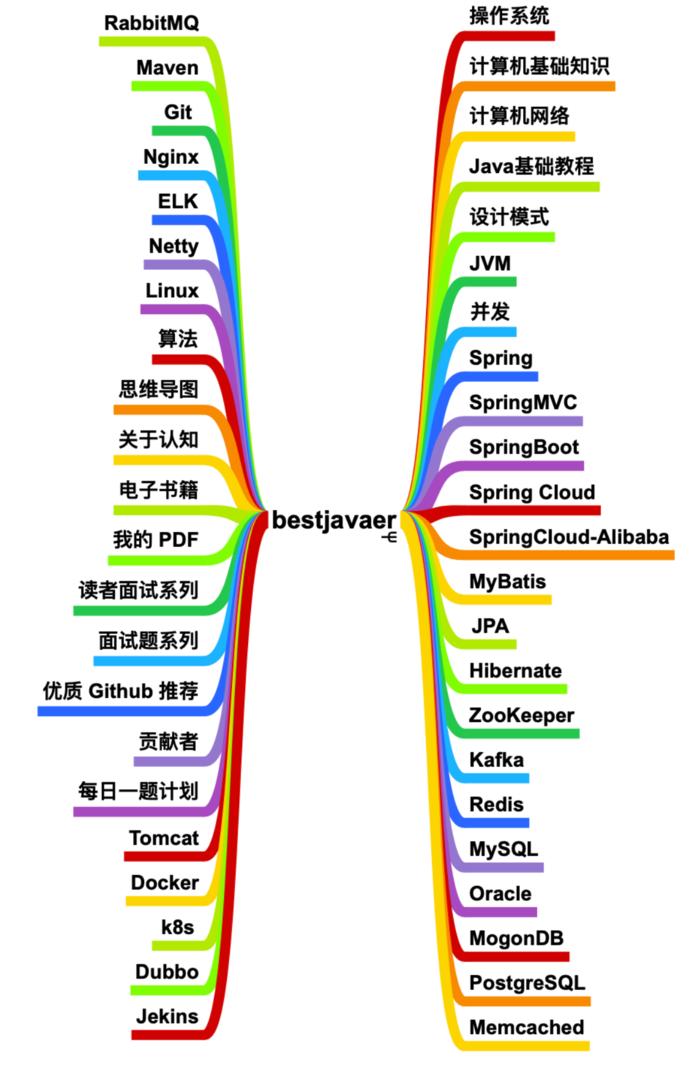 RabbitMQ
Maven
Git
Nginx
ELK
Netty
Linux
算法
思维导图
关于认知
电子书籍
我的 PDF
读者面试系列
面试题系列
优质 Github 推荐
贡献者
每日一题计划
Tomcat
Docker
k8s
Dubbo
Jekins
bestjavaer
操作系统
计算机基础知识
计算机网络
Java基础教程
设计模式
JVM
并发
Spring
SpringMVC
SpringBoot
Spring Cloud
SpringCloud-Alibaba
MyBatis
JPA
Hibernate
ZooKeeper
Kafka
Redis
MySQL
Oracle
MogonDB
PostgreSQL
Memcached